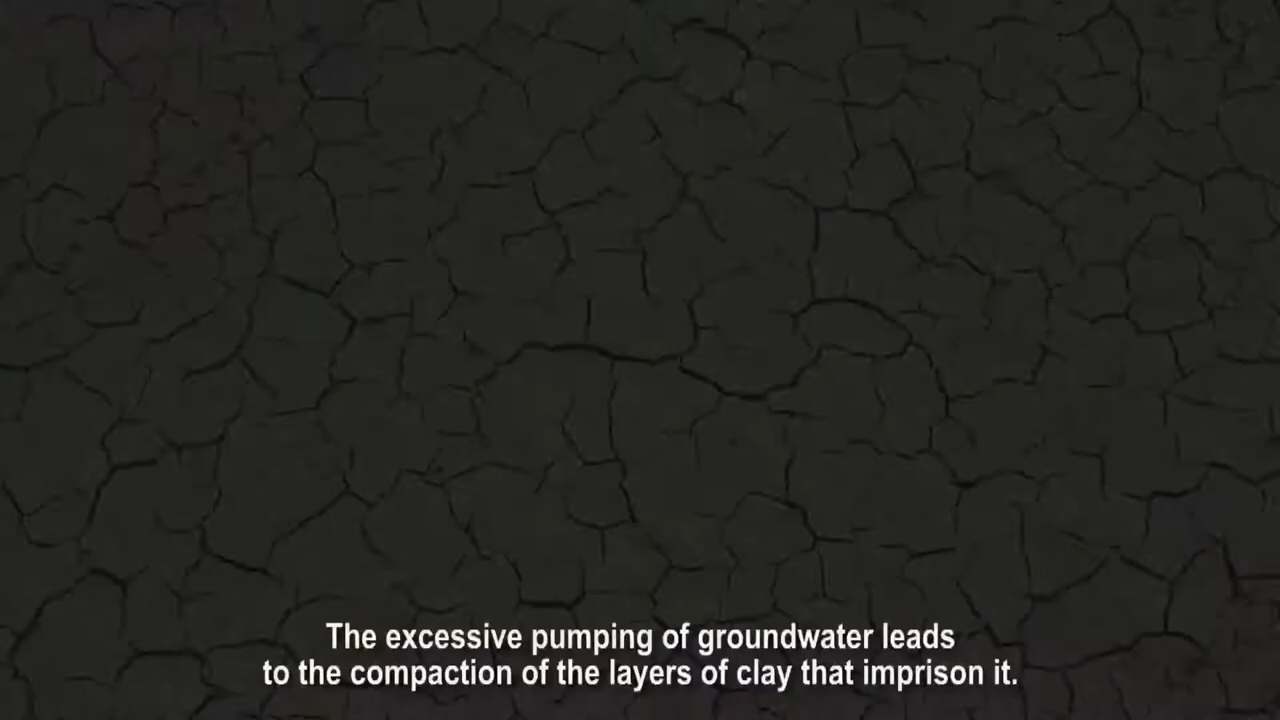 The excessive pumping of groundwater leads
to the compaction of the layers of clay that imprison it.